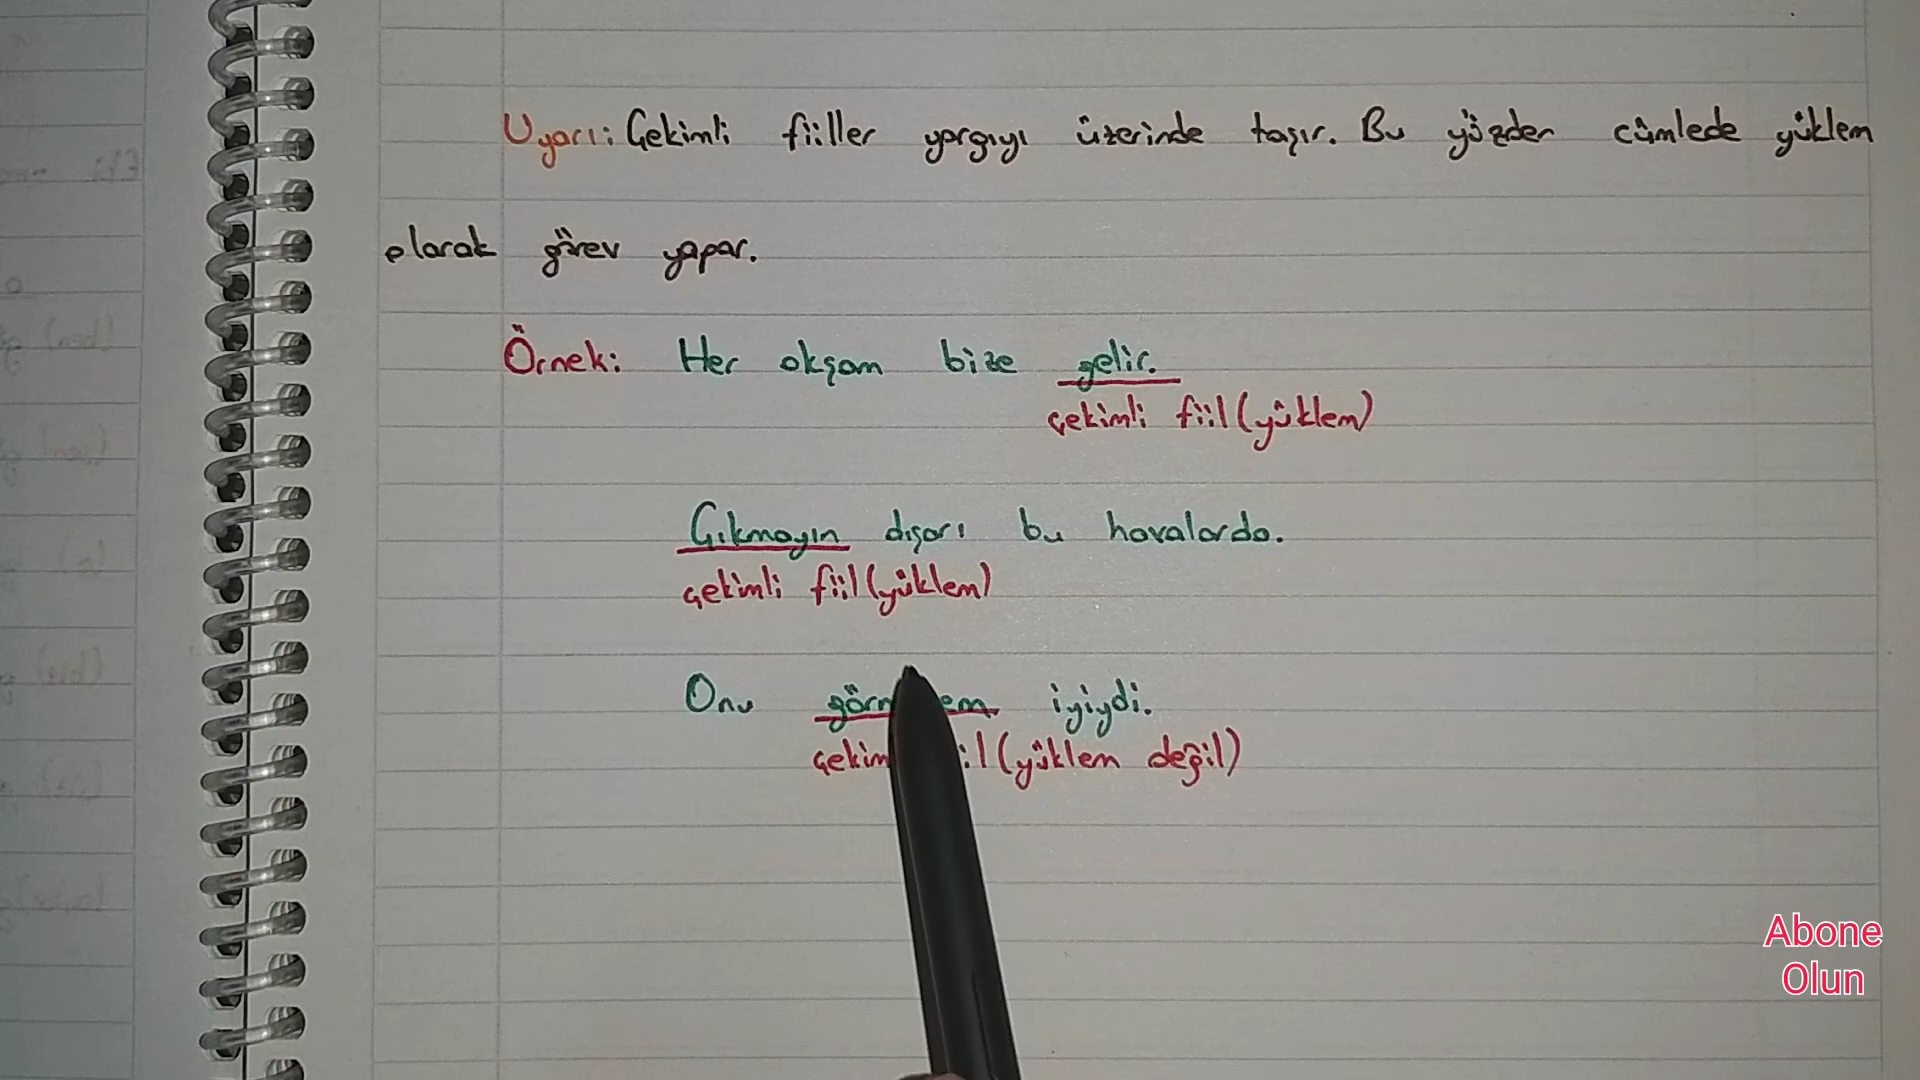 Uyarı: Çekimli fiiller yargıyı üzerinde taşır. Bu yüzden cümlede yüklem
olarak görev yapar.
Örnek: Her akşam bize gelir.
çekimli fiil (yüklem)
Çıkmayın dışarı bu havalarda.
çekimli fiil (yüklem)
Onu iyiydi.
(yüklem değil)
Abone
Olun